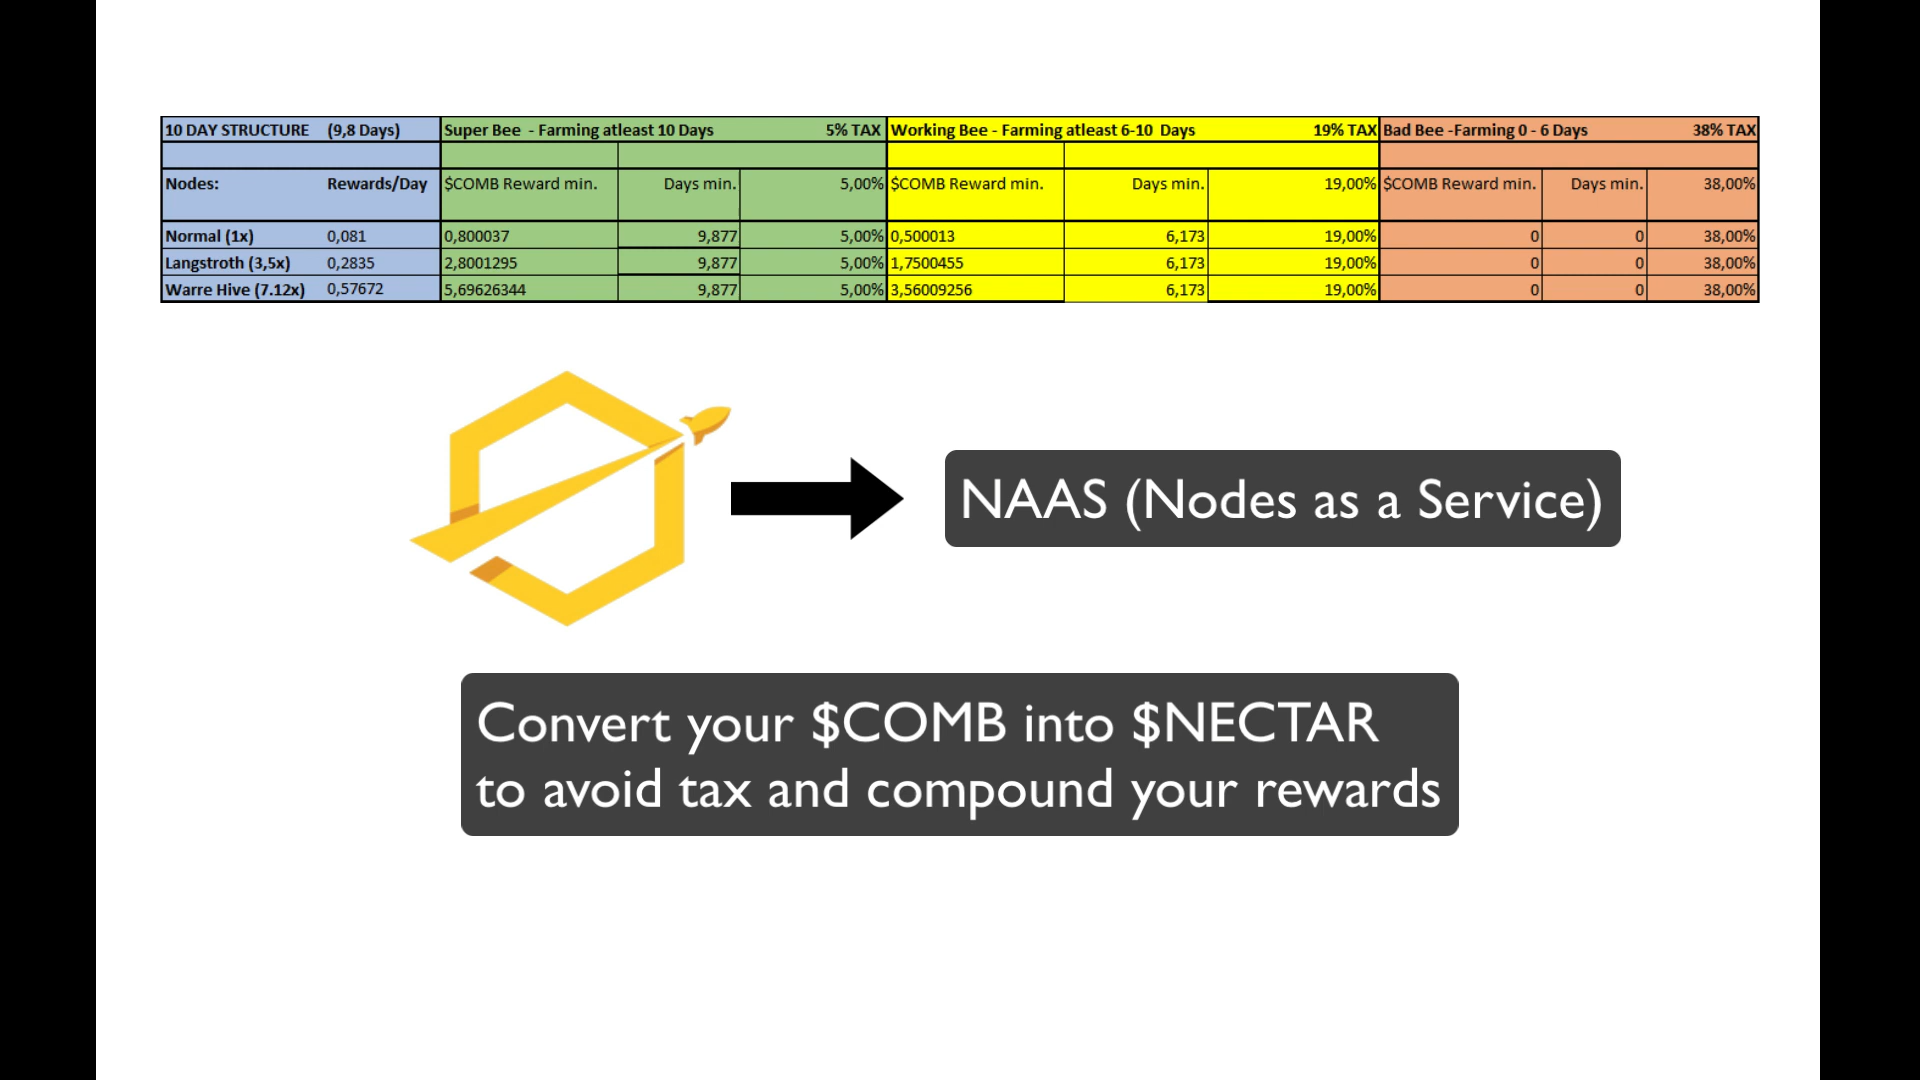 10 DAY STRUCTURE (9,8 Days) Super Bee - Farming atleast 10 Days 5% TAX Working Bee - Farming atleast 6-10 Days 19% TAX Bad Bee -Farming 0 - 6 Days 38% TAX
Nodes: Rewards/Day $COMB Reward min. Days min. 5,00% $COMB Reward min. Days min. 19,00% $COMB Reward min. Days min. 38,00%
Normal (1x) 0,081 0,800037 9,877 5,00% 0,500013 6,173 19,00% 0 0 38,00%
Langstroth (3,5x) 0,2835 2,8001295 9,877 5,00% 1,7500455 6,173 19,00% 0 0 38,00%
Warre Hive (7.12x) 0,57672 5,69626344 9,877 5,00% 3,56009256 6,173 19,00% 0 0 38,00%
NAAS (Nodes as a Service)
Convert your $COMB into $NECTAR
to avoid tax and compound your rewards